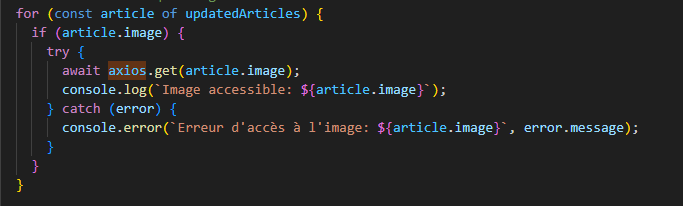 for (const article of updatedArticles) {
if (article.image) {
try {
await axios.get(article.image);
console.log(`Image accessible: ${article.image}`);
} catch (error) {
console.error(`Erreur d'accès à l'image: ${article.image}`, error.message);
}
}
}